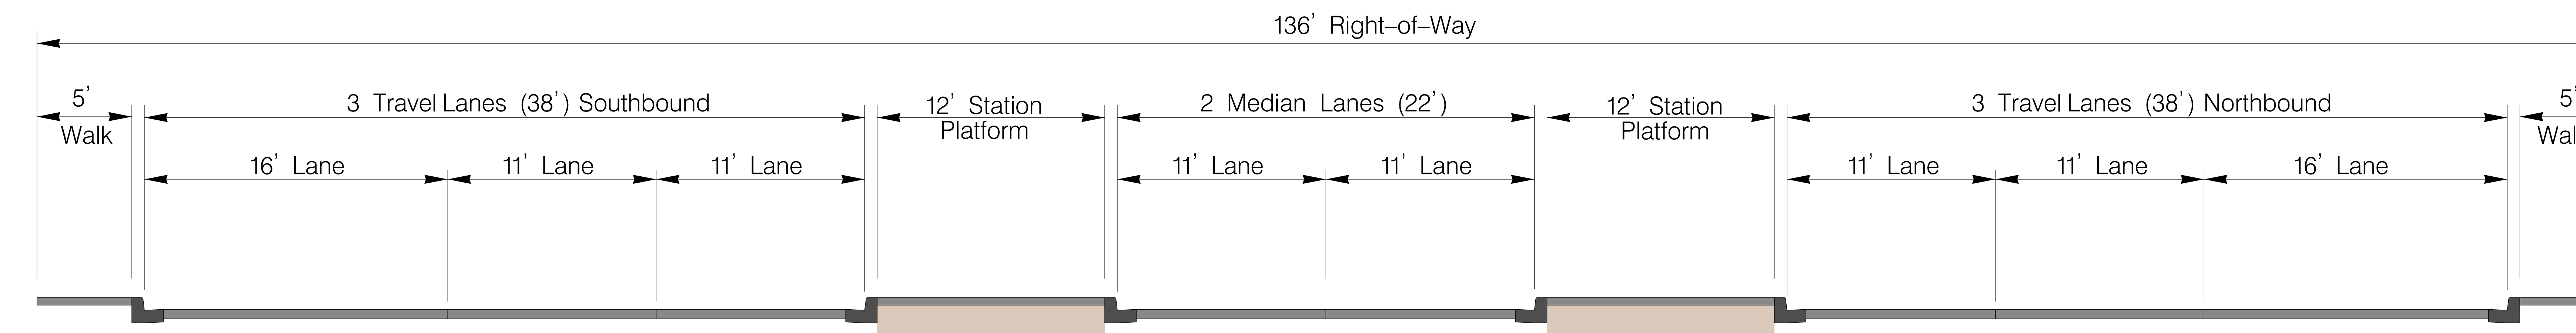 136' Right–of–Way
5'
Walk
3 Travel Lanes (38') Southbound
12' Station
Platform
2 Median Lanes (22')
12' Station
Platform
3 Travel Lanes (38') Northbound
5'
16' Lane
11' Lane
11' Lane
11' Lane
11' Lane
11' Lane
11' Lane
16' Lane